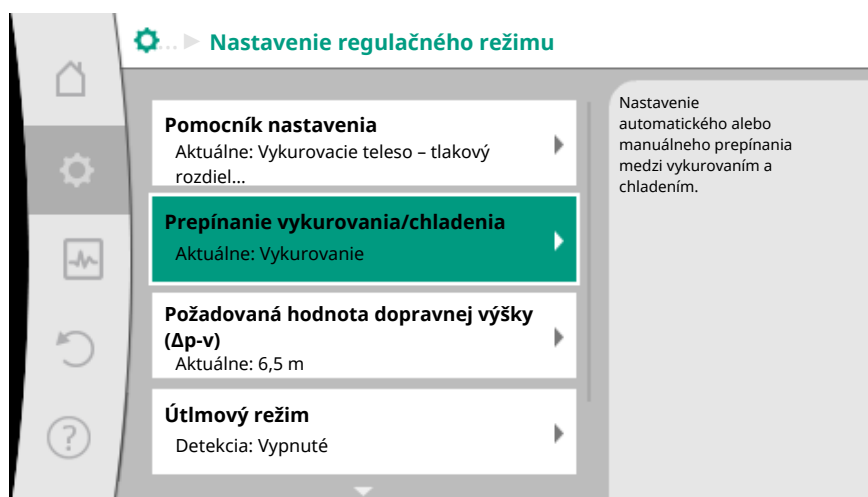 ... Nastavenie regulačného režimu
Pomocník nastavenia
Aktuálne: Vykurovacie teleso – tlakový
rozdiel...
Prepínanie vykurovania/chladenia
Aktuálne: Vykurovanie
Požadovaná hodnota dopravnej výšky
(Δp-v)
Aktuálne: 6,5 m
Útlmový režim
Detekcia: Vypnuté
Nastavenie
automatického alebo
manuálneho prepínania
medzi vykurovaním a
chladením.
?